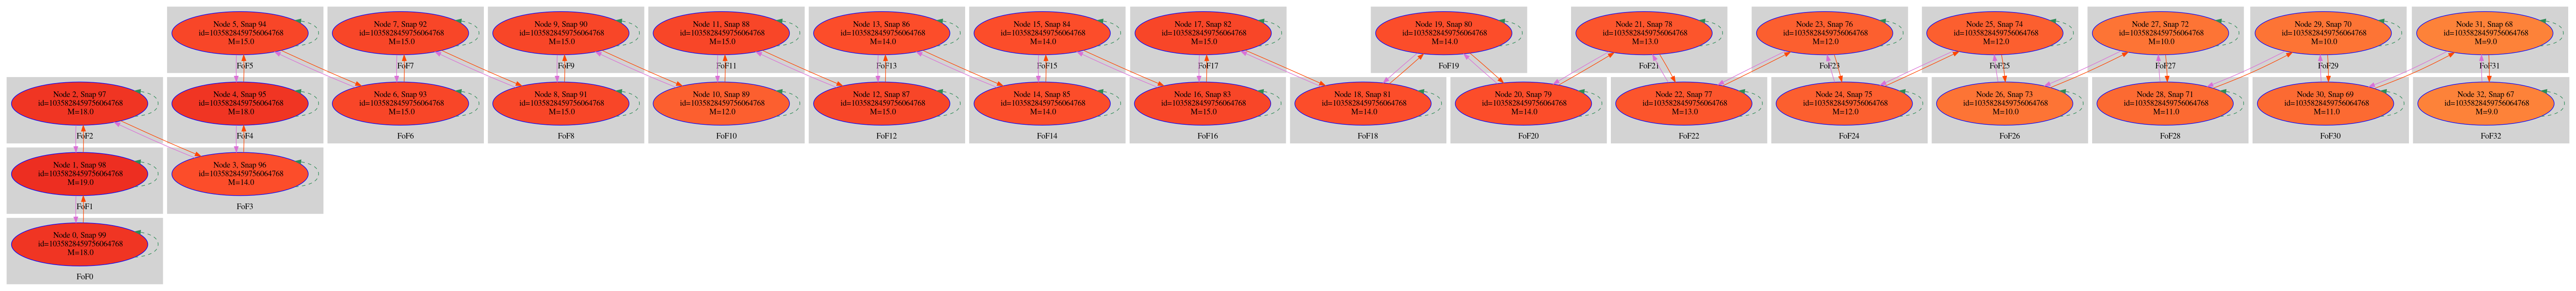 Node 5, Snap 94
id=1035828459756064768
M=15.0
FoF5
Node 7, Snap 92
id=1035828459756064768
M=15.0
FoF7
Node 9, Snap 90
id=1035828459756064768
M=15.0
FoF9
Node 11, Snap 88
id=1035828459756064768
M=15.0
FoF11
Node 13, Snap 86
id=1035828459756064768
M=14.0
FoF13
Node 15, Snap 84
id=1035828459756064768
M=14.0
FoF15
Node 17, Snap 82
id=1035828459756064768
M=15.0
FoF17
Node 19, Snap 80
id=1035828459756064768
M=14.0
FoF19
Node 21, Snap 78
id=1035828459756064768
M=13.0
FoF21
Node 23, Snap 76
id=1035828459756064768
M=12.0
FoF23
Node 25, Snap 74
id=1035828459756064768
M=12.0
FoF25
Node 27, Snap 72
id=1035828459756064768
M=10.0
FoF27
Node 29, Snap 70
id=1035828459756064768
M=10.0
FoF29
Node 31, Snap 68
id=1035828459756064768
M=9.0
FoF31
Node 2, Snap 97
id=1035828459756064768
M=18.0
FoF2
Node 4, Snap 95
id=1035828459756064768
M=18.0
FoF4
Node 6, Snap 93
id=1035828459756064768
M=15.0
FoF6
Node 8, Snap 91
id=1035828459756064768
M=15.0
FoF8
Node 10, Snap 89
id=1035828459756064768
M=12.0
FoF10
Node 12, Snap 87
id=1035828459756064768
M=15.0
FoF12
Node 14, Snap 85
id=1035828459756064768
M=14.0
FoF14
Node 16, Snap 83
id=1035828459756064768
M=15.0
FoF16
Node 18, Snap 81
id=1035828459756064768
M=14.0
FoF18
Node 20, Snap 79
id=1035828459756064768
M=14.0
FoF20
Node 22, Snap 77
id=1035828459756064768
M=13.0
FoF22
Node 24, Snap 75
id=1035828459756064768
M=12.0
FoF24
Node 26, Snap 73
id=1035828459756064768
M=10.0
FoF26
Node 28, Snap 71
id=1035828459756064768
M=11.0
FoF28
Node 30, Snap 69
id=1035828459756064768
M=11.0
FoF30
Node 32, Snap 67
id=1035828459756064768
M=9.0
FoF32
Node 1, Snap 98
id=1035828459756064768
M=19.0
FoF1
Node 3, Snap 96
id=1035828459756064768
M=14.0
FoF3
Node 0, Snap 99
id=1035828459756064768
M=18.0
FoF0